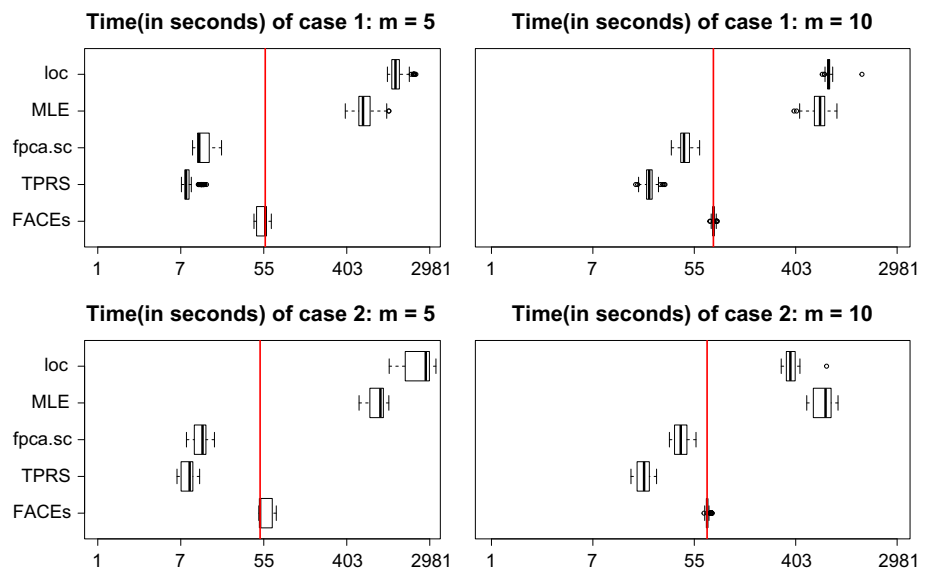 Time(in seconds) of case 1: m = 5
Time(in seconds) of case 1: m = 10
loc
MLE
fpca.sc
TPRS
FACEs
1 7 55 403 2981
1 7 55 403 2981
Time(in seconds) of case 2: m = 5
Time(in seconds) of case 2: m = 10
loc
MLE
fpca.sc
TPRS
FACEs
1 7 55 403 2981
1 7 55 403 2981